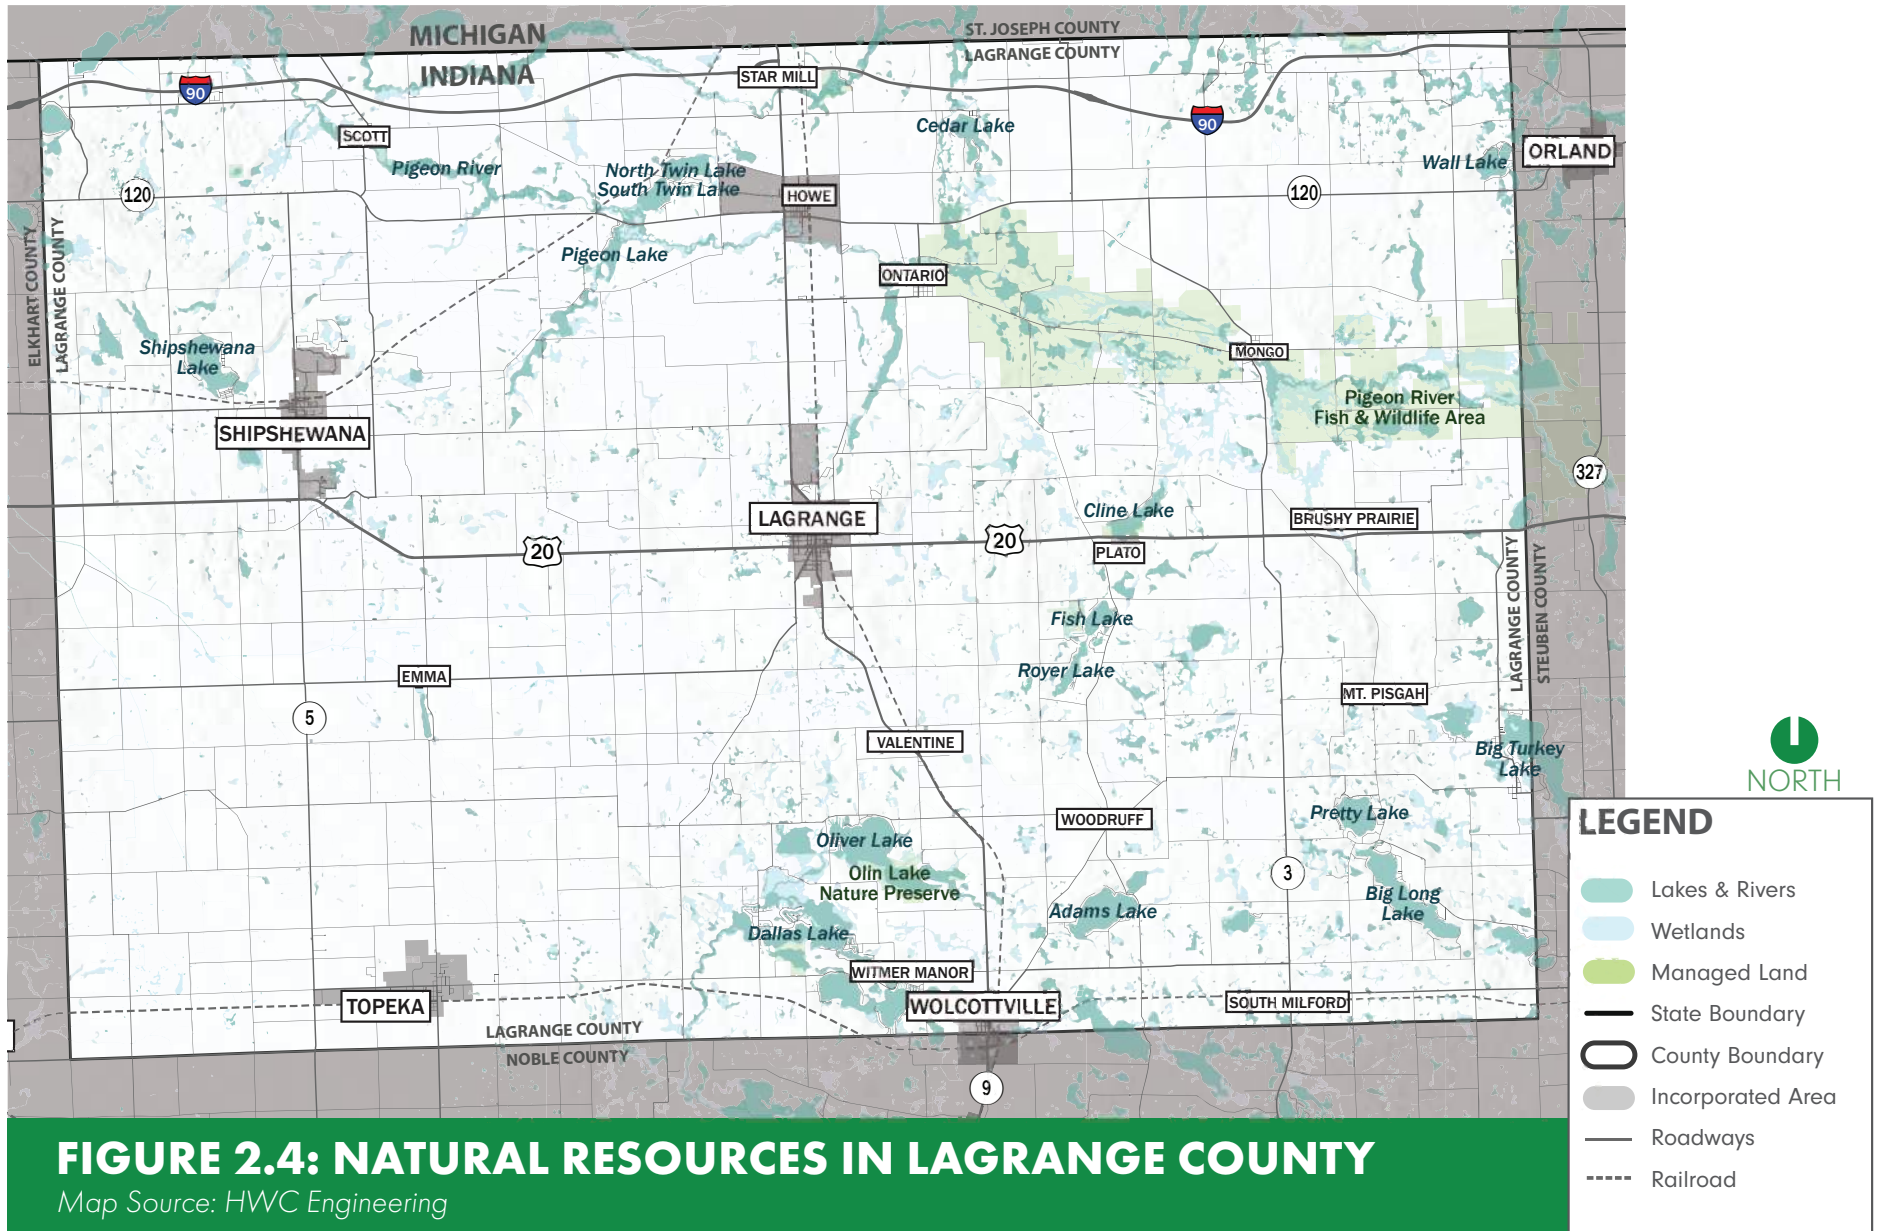 MICHIGAN
INDIANA
ST. JOSEPH COUNTY
LAGRANGE COUNTY
STAR MILL
90
90
SCOTT
Cedar Lake
Wall Lake
ORLAND
Pigeon River
North Twin Lake
South Twin Lake
HOWE
120
120
ELKHART COUNTY
LAGRANGE COUNTY
Pigeon Lake
ONTARIO
Shipshewana
Lake
MONGO
Pigeon River
Fish & Wildlife Area
SHIPSHEWANA
327
LAGRANGE
Cline Lake
BRUSHY PRAIRIE
20
20
PLATO
LAGRANGE COUNTY
STEUBEN COUNTY
Fish Lake
Royer Lake
EMMA
MT. PISGAH
5
VALENTINE
Big Turkey
Lake
WOODRUFF
Pretty Lake
Oliver Lake
Olin Lake
Nature Preserve
3
Big Long
Lake
Adams Lake
Dallas Lake
WITMER MANOR
TOPEKA
WOLCOTTVILLE
SOUTH MILFORD
LAGRANGE COUNTY
NOBLE COUNTY
9
NORTH
LEGEND
Lakes & Rivers
Wetlands
Managed Land
State Boundary
County Boundary
Incorporated Area
Roadways
Railroad
FIGURE 2.4: NATURAL RESOURCES IN LAGRANGE COUNTY
Map Source: HWC Engineering